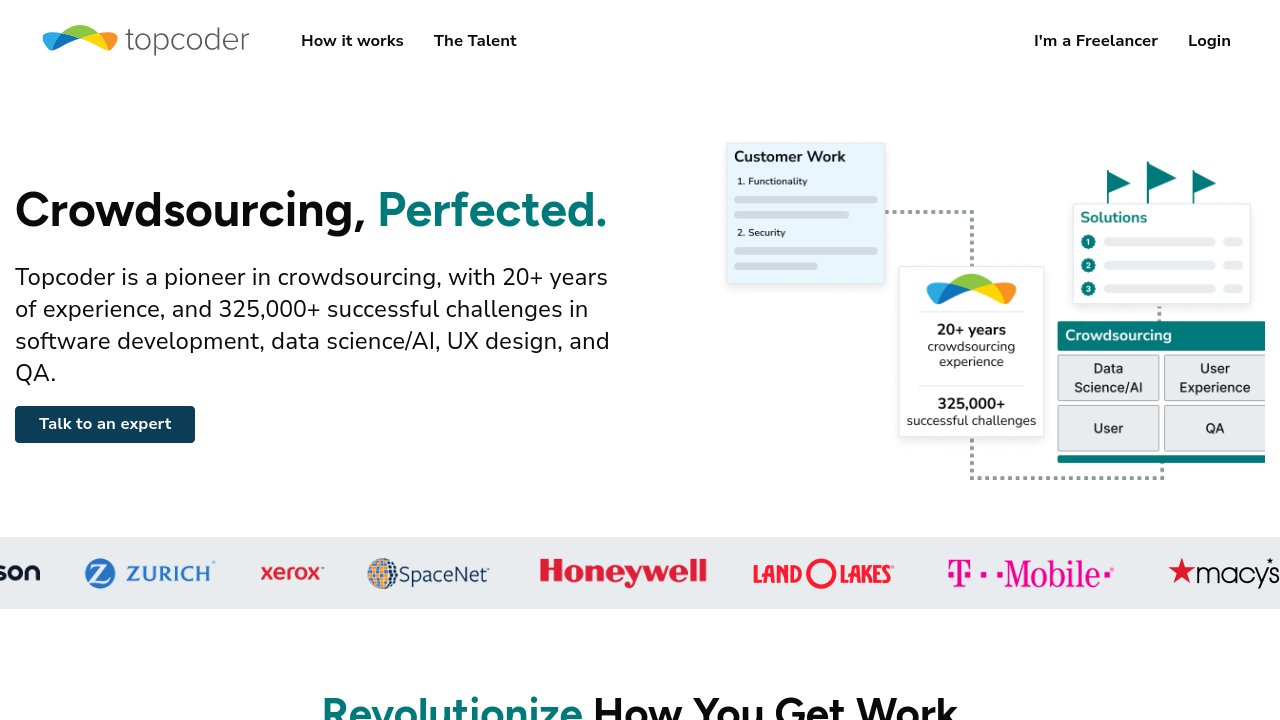 topcoder
How it works
The Talent
I'm a Freelancer
Login
Crowdsourcing, Perfected.
Topcoder is a pioneer in crowdsourcing, with 20+ years
of experience, and 325,000+ successful challenges in
software development, data science/AI, UX design, and
QA.
Talk to an expert
Customer Work
1. Functionality
2. Security
20+ years
crowdsourcing
experience
325,000+
successful challenges
Solutions
1
2
3
Crowdsourcing
Data
Science/AI
User
Experience
User
QA
son
Z ZURICH
xerox
SpaceNet
Honeywell
LAND O LAKES
T Mobile
macy's
Revolutionize How You Get Work